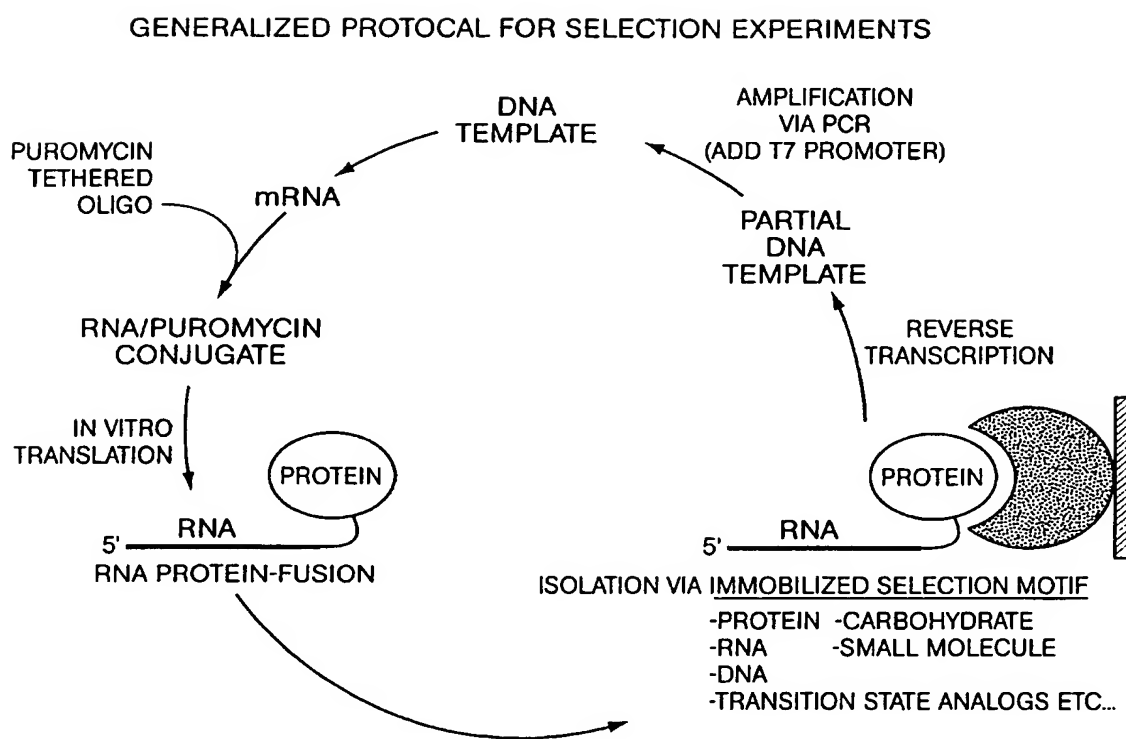 GENERALIZED PROTOCAL FOR SELECTION EXPERIMENTS
DNA
TEMPLATE
AMPLIFICATION
VIA PCR
(ADD T7 PROMOTER)
PUROMYCIN
TETHERED
OLIGO
mRNA
PARTIAL
DNA
TEMPLATE
RNA/PUROMYCIN
CONJUGATE
REVERSE
TRANSCRIPTION
IN VITRO
TRANSLATION
PROTEIN
RNA
5'
RNA PROTEIN-FUSION
PROTEIN
RNA
5'
ISOLATION VIA IMMOBILIZED SELECTION MOTIF
-PROTEIN -CARBOHYDRATE
-RNA -SMALL MOLECULE
-DNA
-TRANSITION STATE ANALOGS ETC...